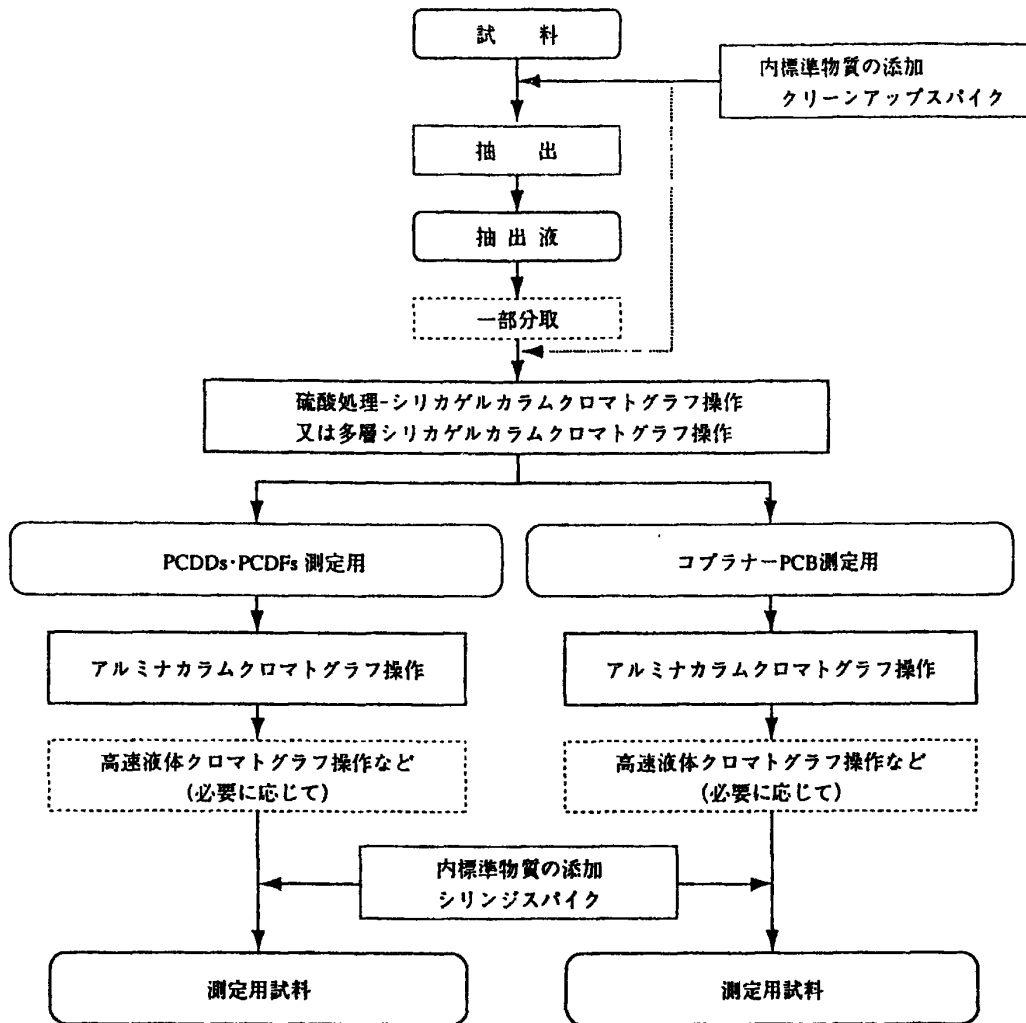 試 料
内標準物質の添加
クリーンアップスパイク
抽 出
抽 出 液
一部分取
硫酸処理-シリカゲルカラムクロマトグラフ操作
又は多層シリカゲルカラムクロマトグラフ操作
PCDDs･PCDFs 測定用
コプラナーPCB測定用
アルミナカラムクロマトグラフ操作
アルミナカラムクロマトグラフ操作
高速液体クロマトグラフ操作など
(必要に応じて)
高速液体クロマトグラフ操作など
(必要に応じて)
内標準物質の添加
シリンジスパイク
測定用試料
測定用試料